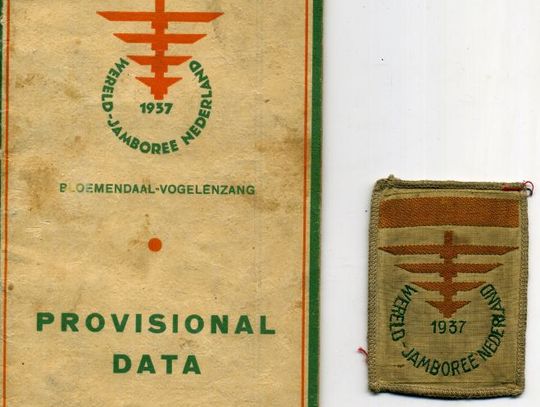 1937
WERELD-JAMBOREE NEDERLAND
BLOEMENDAAL-VOGELENZANG
PROVISIONAL
DATA
1937
WERELD-JAMBOREE NEDERLAND